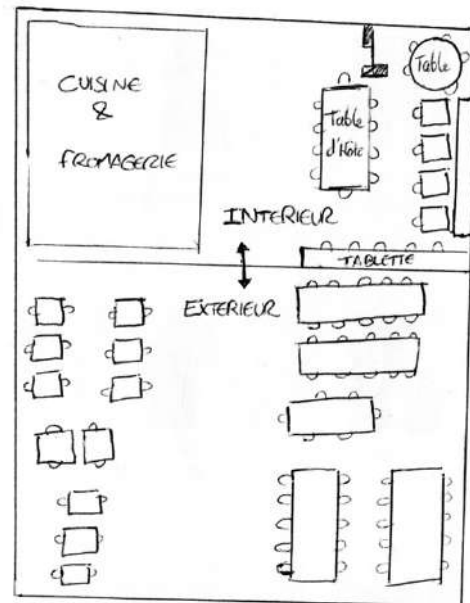 CUISINE
&
FROMAGERIE
Table
Table
d'Hôte
INTERIEUR
TABLETTE
EXTERIEUR